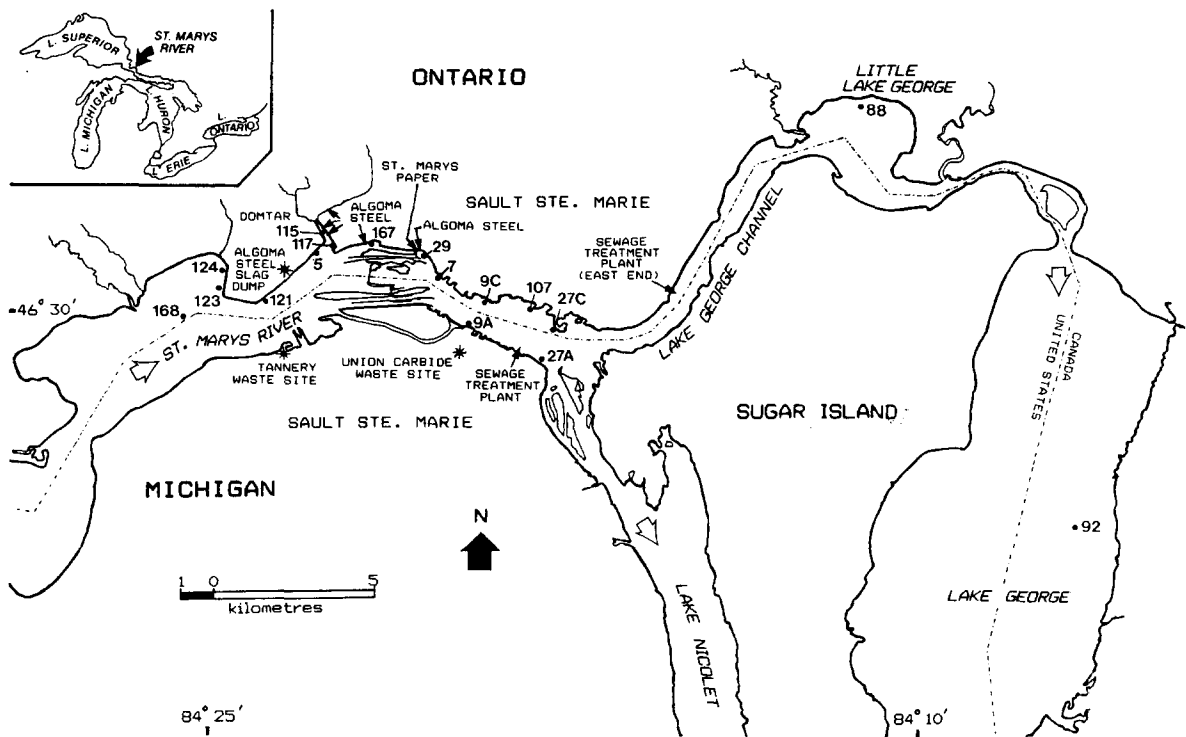 L. SUPERIOR
ST. MARYS
RIVER
L. MICHIGAN
HURON
L.
ONTARIO
L.
ERIE
ONTARIO
LITTLE
LAKE GEORGE
88
ST. MARYS
PAPER
SAULT STE. MARIE
DOMTAR
ALGOMA
STEEL
115
167
ALGOMA STEEL
117
29
5
7
124
ALGOMA
STEEL
SLAG
DUMP
SEWAGE
TREATMENT
PLANT
(EAST END)
LAKE GEORGE CHANNEL
9C
107
27C
123
121
46° 30'
168
ST. MARYS RIVER
9A
27A
TANNERY
WASTE SITE
UNION CARBIDE
WASTE SITE
SEWAGE
TREATMENT
PLANT
CANADA
UNITED STATES
SAULT STE. MARIE
SUGAR ISLAND
MICHIGAN
N
92
1 0 5
kilometres
LAKE GEORGE
LAKE NICOLET
84° 25'
84° 10'